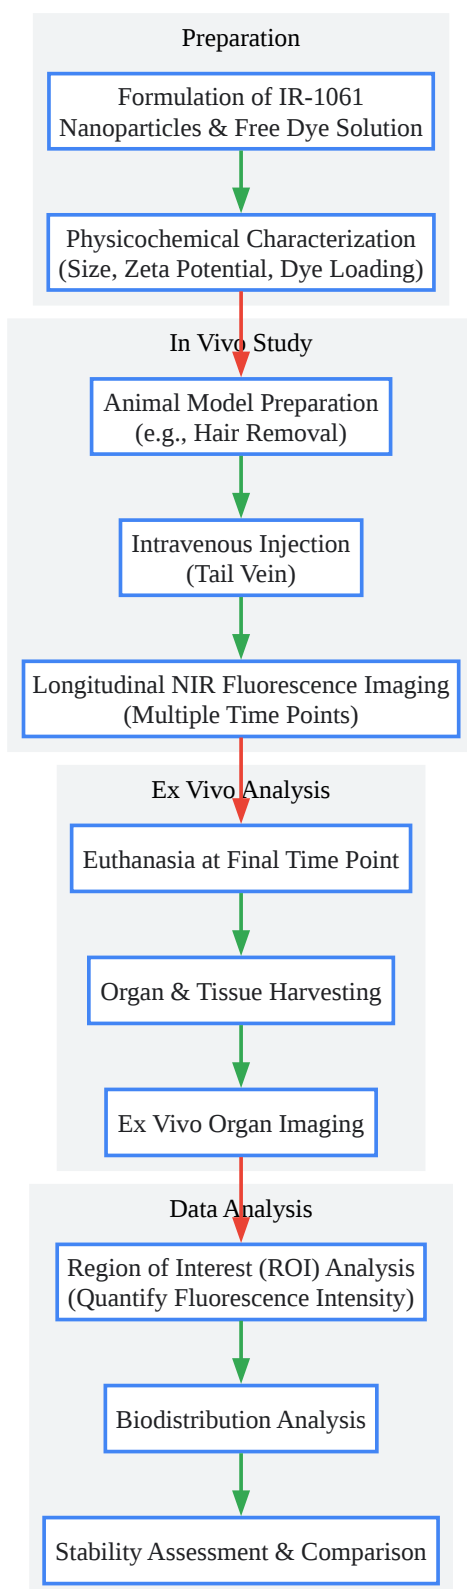 Preparation
Formulation of IR-1061
Nanoparticles & Free Dye Solution
Physicochemical Characterization
(Size, Zeta Potential, Dye Loading)
In Vivo Study
Animal Model Preparation
(e.g., Hair Removal)
Intravenous Injection
(Tail Vein)
Longitudinal NIR Fluorescence Imaging
(Multiple Time Points)
Ex Vivo Analysis
Euthanasia at Final Time Point
Organ & Tissue Harvesting
Ex Vivo Organ Imaging
Data Analysis
Region of Interest (ROI) Analysis
(Quantify Fluorescence Intensity)
Biodistribution Analysis
Stability Assessment & Comparison